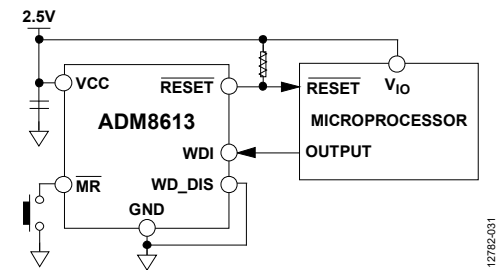 2.5V
VCC
RESET
RESET
VIO
ADM8613
MICROPROCESSOR
WDI
OUTPUT
MR
WD_DIS
GND
12782-031